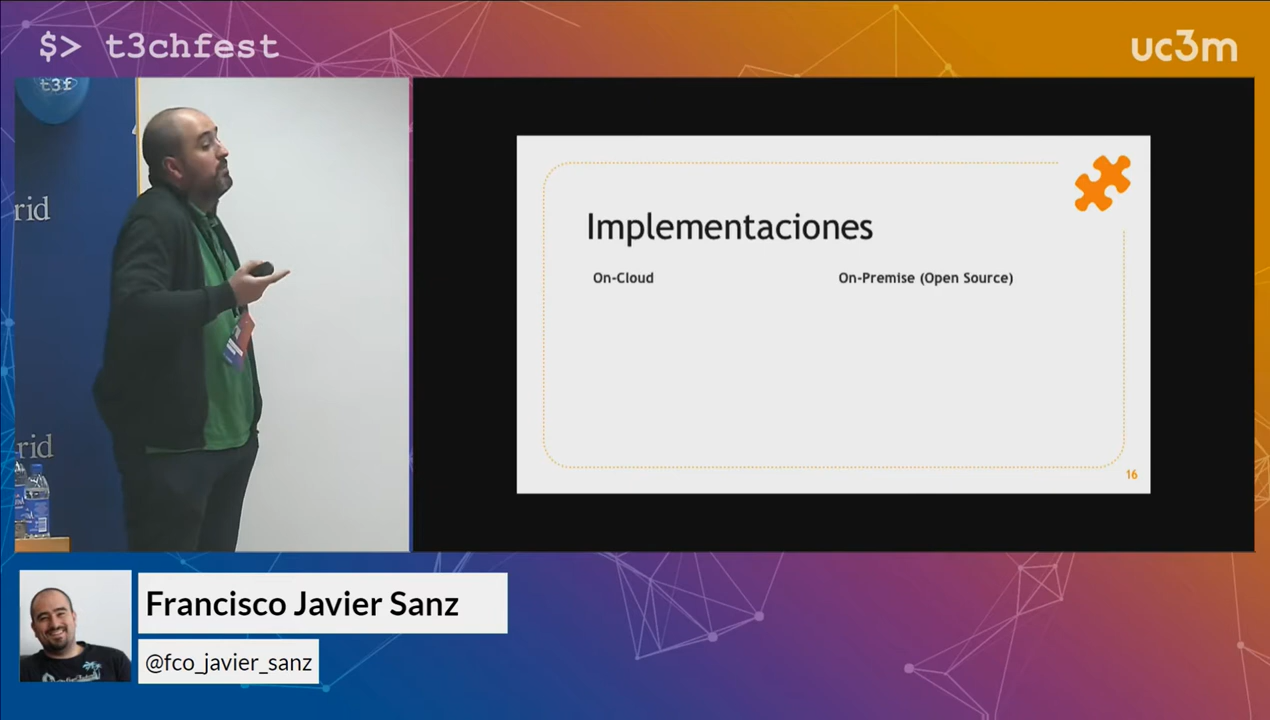 $> t3chfest
uc3m
t3f
rid
rid
Implementaciones
On-Cloud
On-Premise (Open Source)
16
Francisco Javier Sanz
@fco_javier_sanz